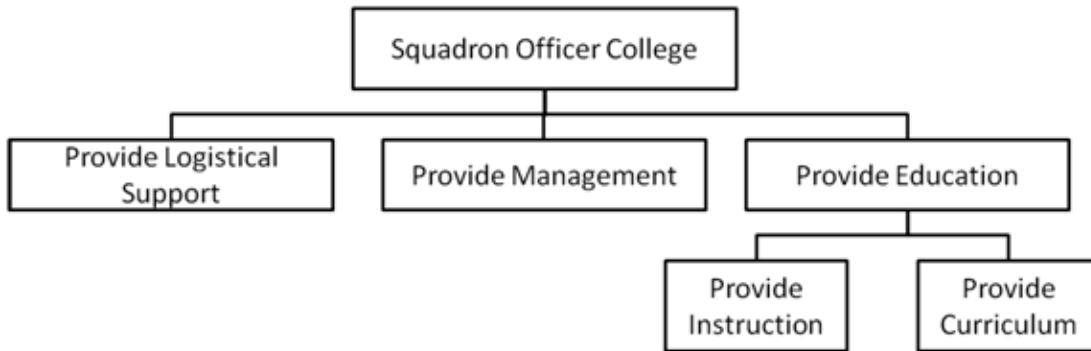 Squadron Officer College
Provide Logistical
Support
Provide Management
Provide Education
Provide
Instruction
Provide
Curriculum